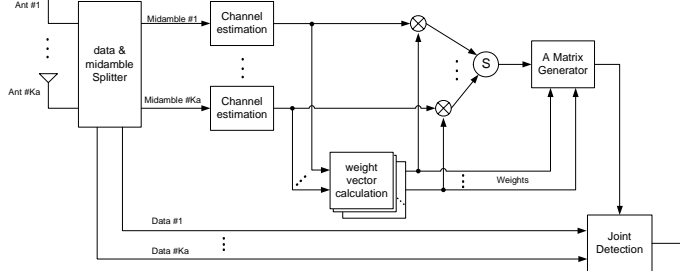 Ant #1
Midamble #1
Channel
estimation
data &
midamble
Splitter
S
A Matrix
Generator
Ant #Ka
Midamble #Ka
Channel
estimation
weight
vector
calculation
Weights
Data #1
Data #Ka
Joint
Detection